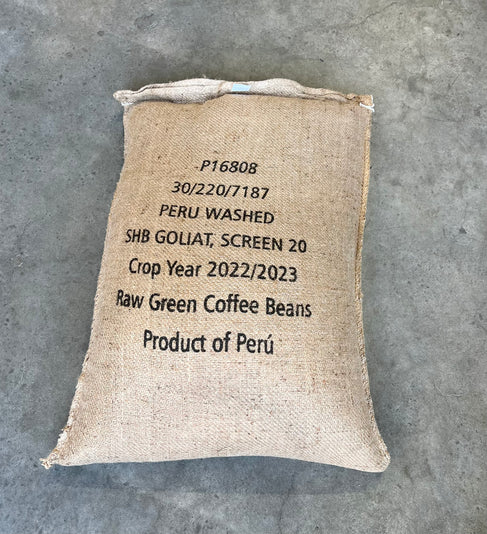 P16808
30/220/7187
PERU WASHED
SHB GOLIAT, SCREEN 20
Crop Year 2022/2023
Raw Green Coffee Beans
Product of Perú